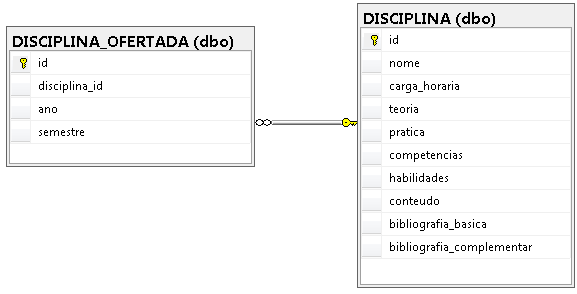 DISCIPLINA_OFERTADA (dbo)
id
disciplina_id
ano
semestre
DISCIPLINA (dbo)
id
nome
carga_horaria
teoria
pratica
competencias
habilidades
conteudo
bibliografia_basica
bibliografia_complementar